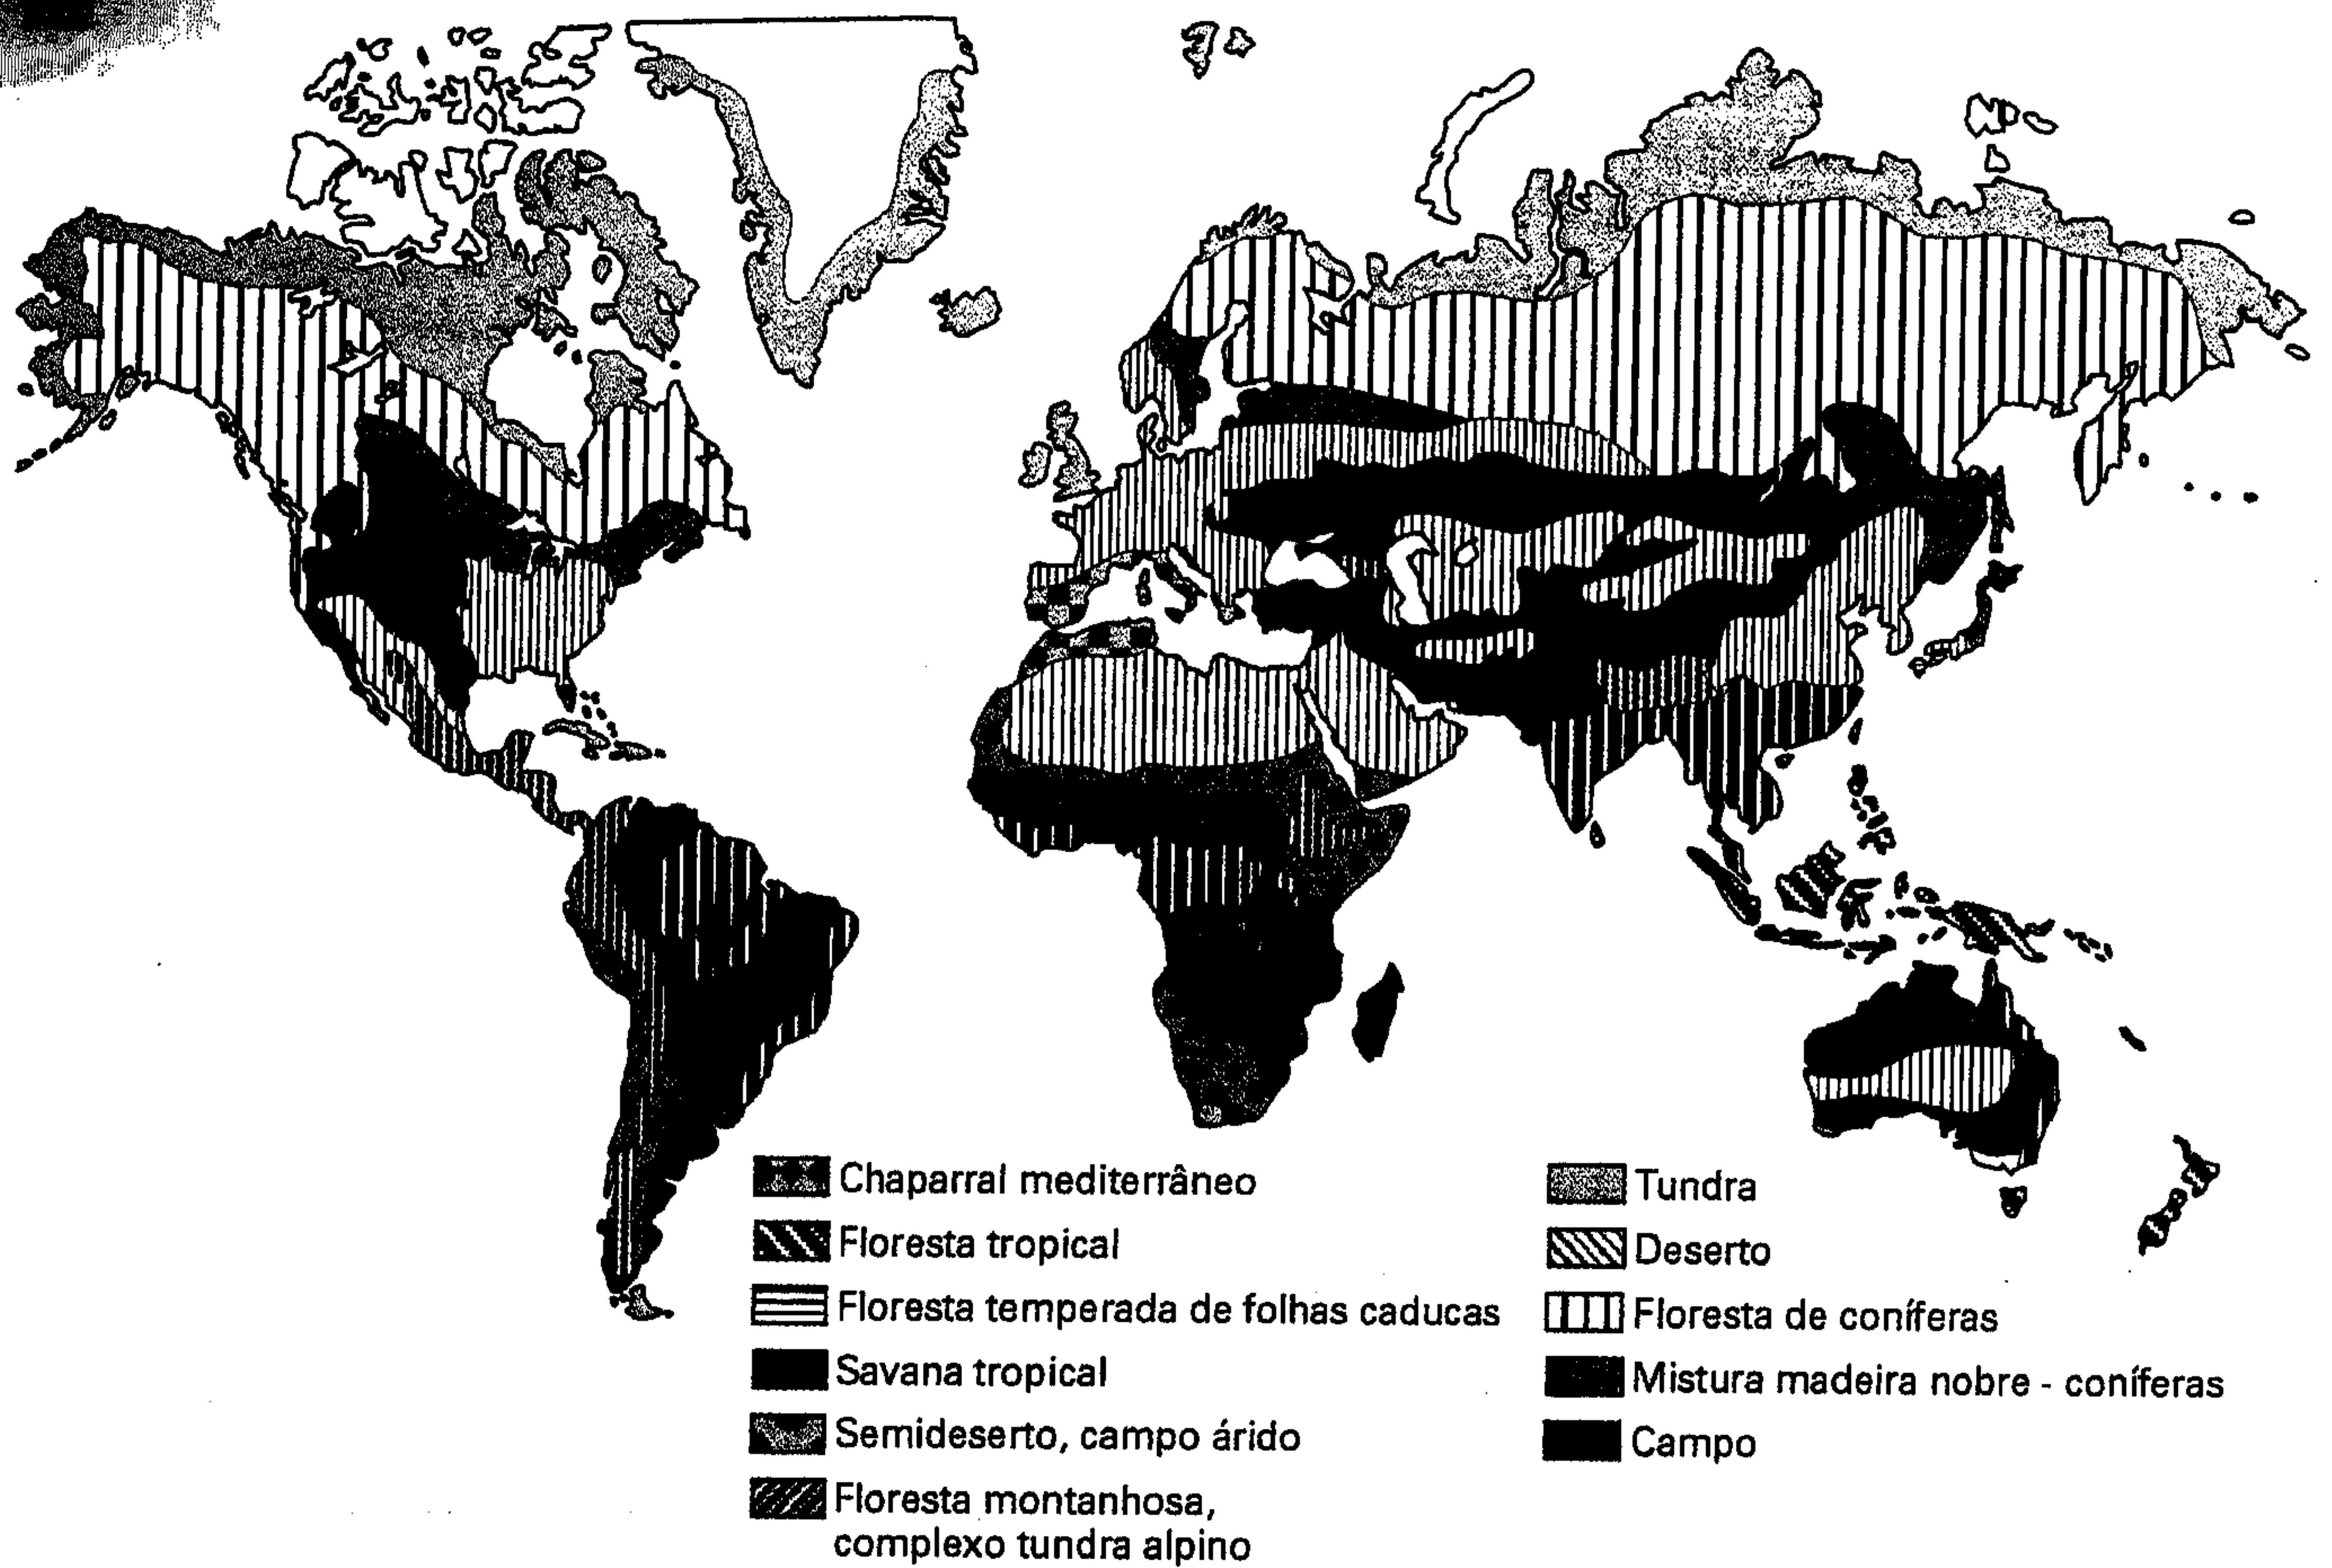 Chaparral mediterrâneo
Floresta tropical
Floresta temperada de folhas caducas
Savana tropical
Semideserto, campo árido
Floresta montanhosa,
complexo tundra alpino
Tundra
Deserto
Floresta de coníferas
Mistura madeira nobre - coníferas
Campo